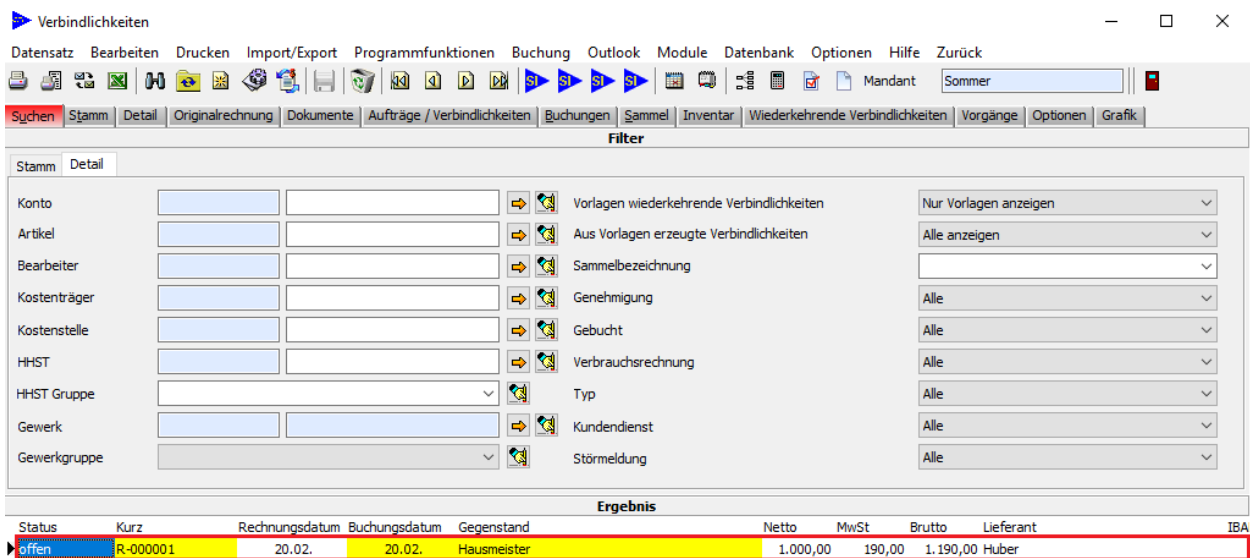 Verbindlichkeiten
Datensatz Bearbeiten Drucken Import/Export Programmfunktionen Buchung Outlook Module Datenbank Optionen Hilfe Zurück
SI SI SI SI Mandant Sommer
Suchen Stamm Detail Originalrechnung Dokumente Aufträge / Verbindlichkeiten Buchungen Sammel Inventar Wiederkehrende Verbindlichkeiten Vorgänge Optionen Grafik
Filter
Stamm Detail
Konto Vorlagen wiederkehrende Verbindlichkeiten Nur Vorlagen anzeigen
Artikel Aus Vorlagen erzeugte Verbindlichkeiten Alle anzeigen
Bearbeiter Sammelbezeichnung
Kostenträger Genehmigung Alle
Kostenstelle Gebucht Alle
HHST Verbrauchsrechnung Alle
HHST Gruppe Typ Alle
Gewerk Kundendienst Alle
Gewerkgruppe Störmeldung Alle
Ergebnis
Status Kurz Rechnungsdatum Buchungsdatum Gegenstand Netto MwSt Brutto Lieferant IBA
offen R-000001 20.02. 20.02. Hausmeister 1.000,00 190,00 1.190,00 Huber